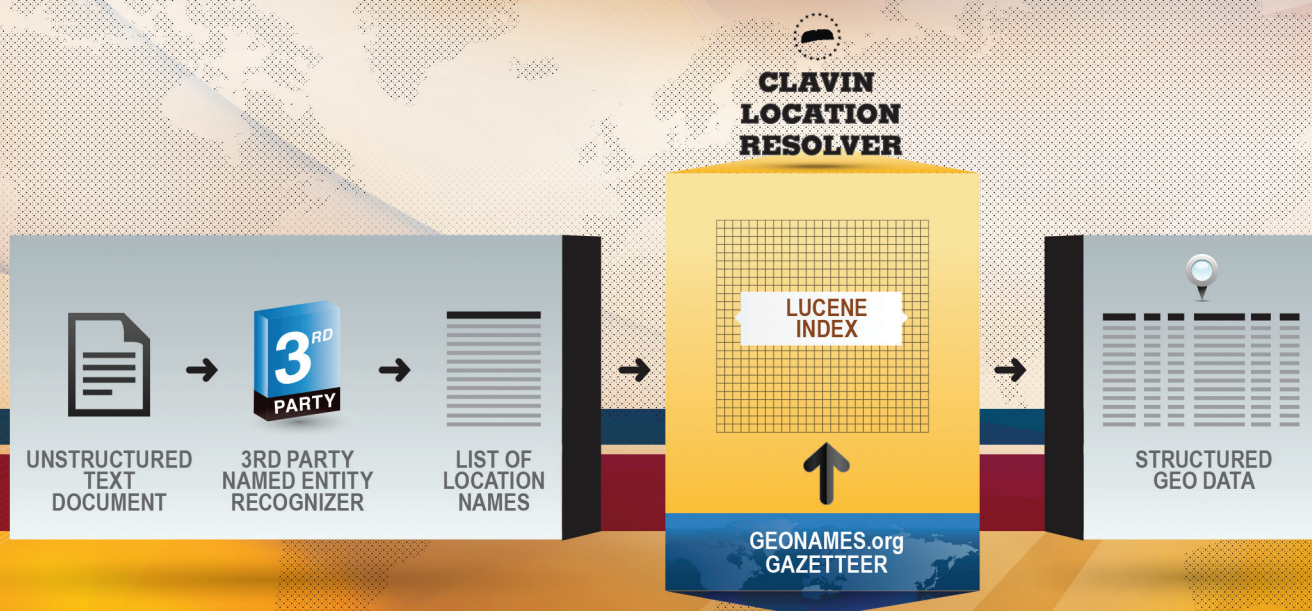 CLAVIN
LOCATION
RESOLVER
3RD
PARTY
UNSTRUCTURED
TEXT
DOCUMENT
3RD PARTY
NAMED ENTITY
RECOGNIZER
LIST OF
LOCATION
NAMES
LUCENE
INDEX
GEONAMES.org
GAZETTEER
STRUCTURED
GEO DATA